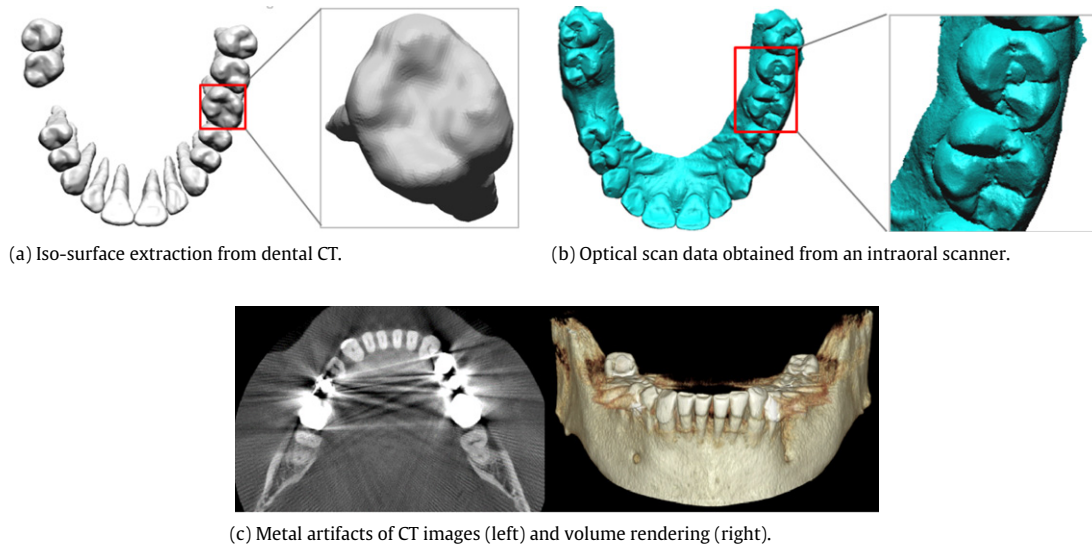 (a) Iso-surface extraction from dental CT.
(b) Optical scan data obtained from an intraoral scanner.
(c) Metal artifacts of CT images (left) and volume rendering (right).